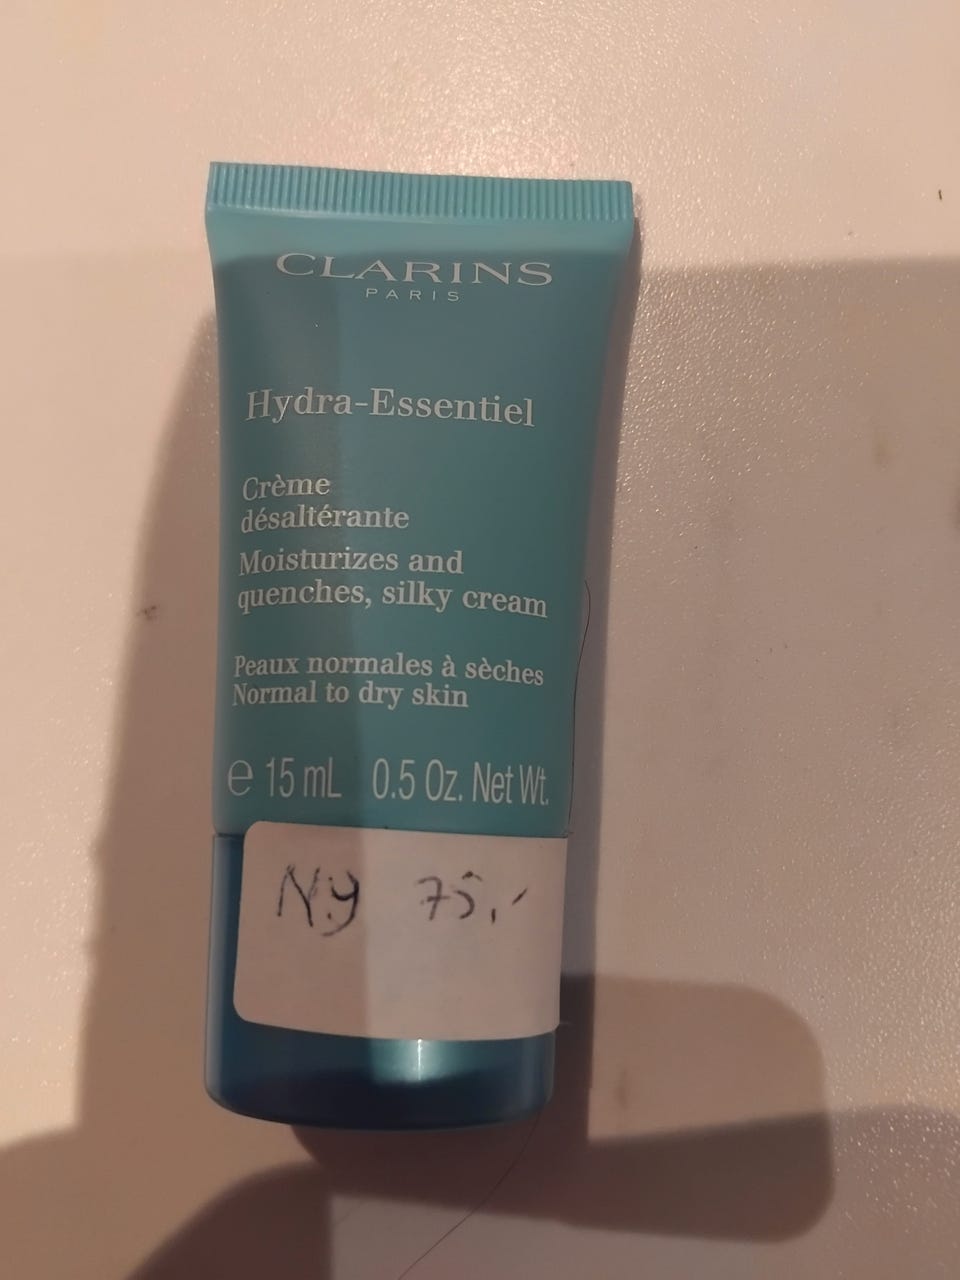 CLARINS
PARIS
Hydra-Essentiel
Crème
désaltérante
Moisturizes and
quenches, silky cream
Peaux normales à sèches
Normal to dry skin
℮ 15 mL 0.5 Oz. Net Wt.
Ny 75,-